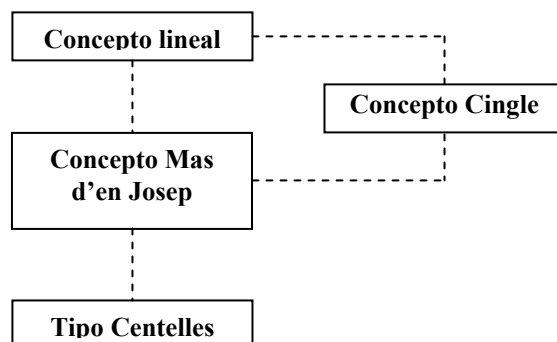 Concepto lineal
Concepto Cingle
Concepto Mas
d’en Josep
Tipo Centelles